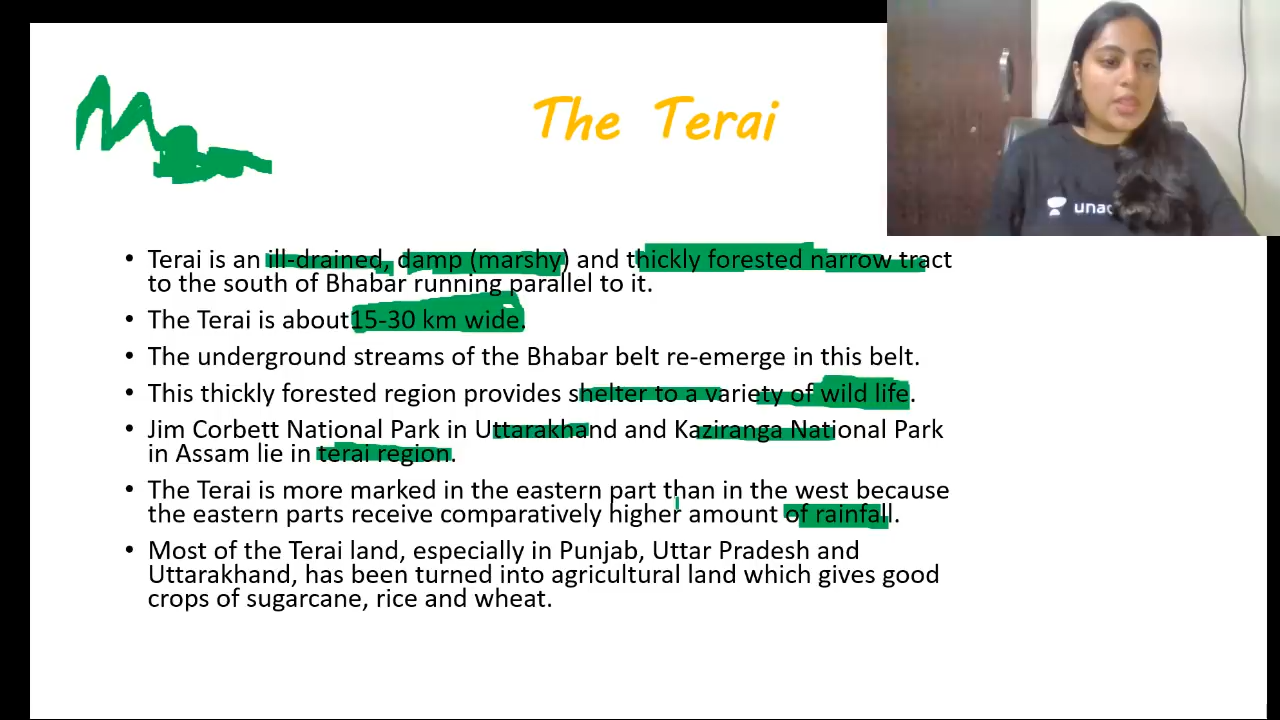 The Terai
unac
• Terai is an ill-drained, damp (marshy) and thickly forested narrow tract
to the south of Bhabar running parallel to it.
• The Terai is about 15-30 km wide.
• The underground streams of the Bhabar belt re-emerge in this belt.
• This thickly forested region provides shelter to a variety of wild life.
• Jim Corbett National Park in Uttarakhand and Kaziranga National Park
in Assam lie in terai region.
• The Terai is more marked in the eastern part than in the west because
the eastern parts receive comparatively higher amount of rainfall.
• Most of the Terai land, especially in Punjab, Uttar Pradesh and
Uttarakhand, has been turned into agricultural land which gives good
crops of sugarcane, rice and wheat.